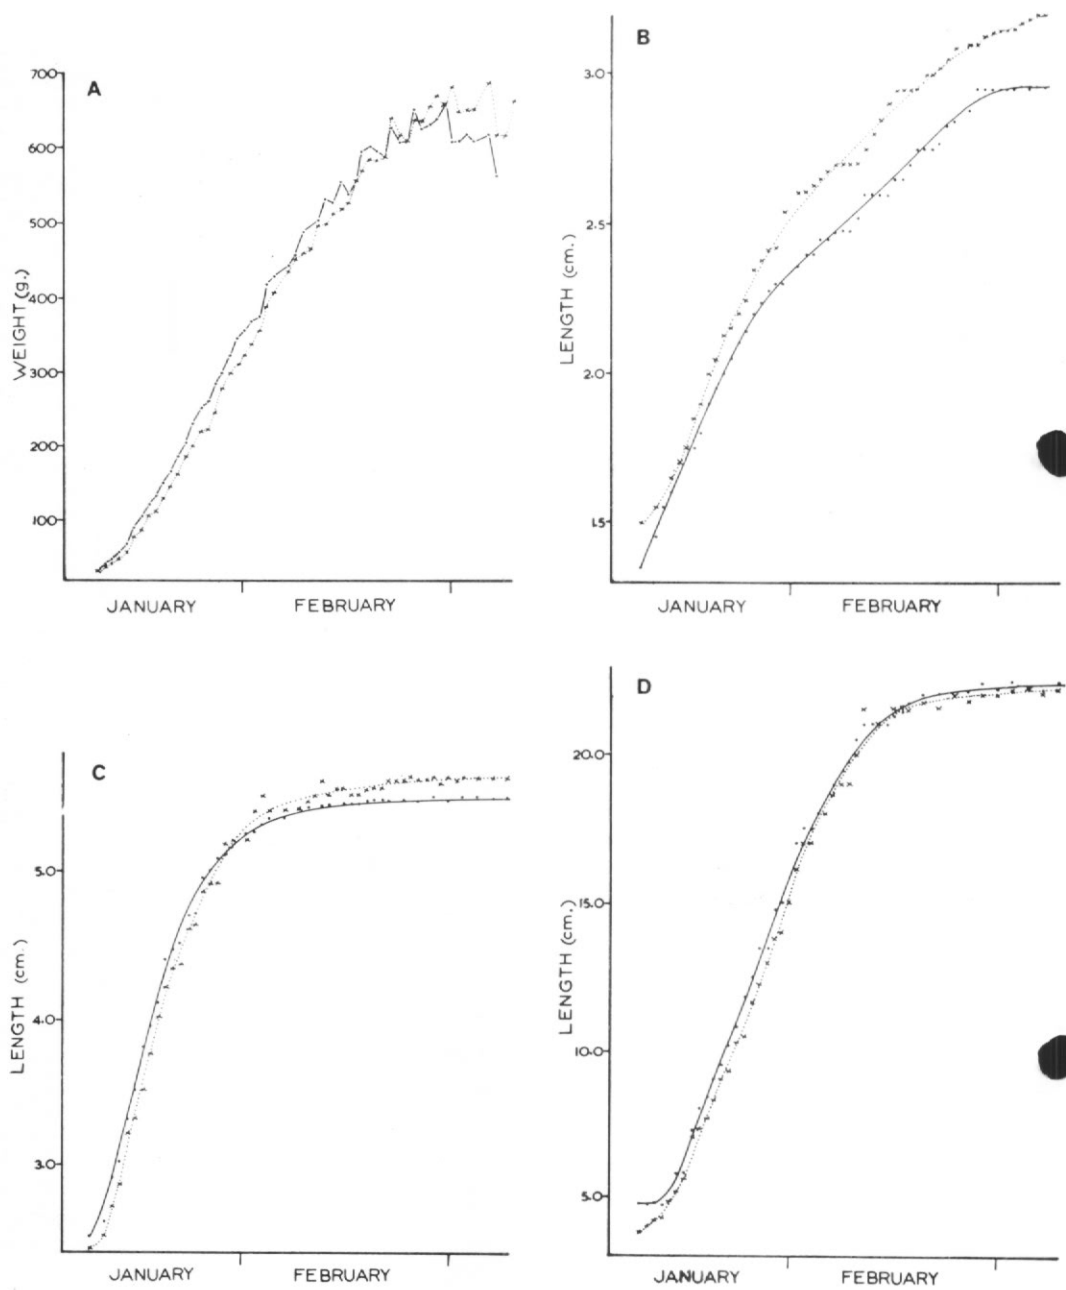 A
700
600
500
400
300
200
100
WEIGHT (g.)
JANUARY FEBRUARY
B
3.0
2.5
2.0
1.5
LENGTH (cm.)
JANUARY FEBRUARY
C
5.0
4.0
3.0
LENGTH (cm.)
JANUARY FEBRUARY
D
20.0
15.0
10.0
5.0
LENGTH (cm.)
JANUARY FEBRUARY